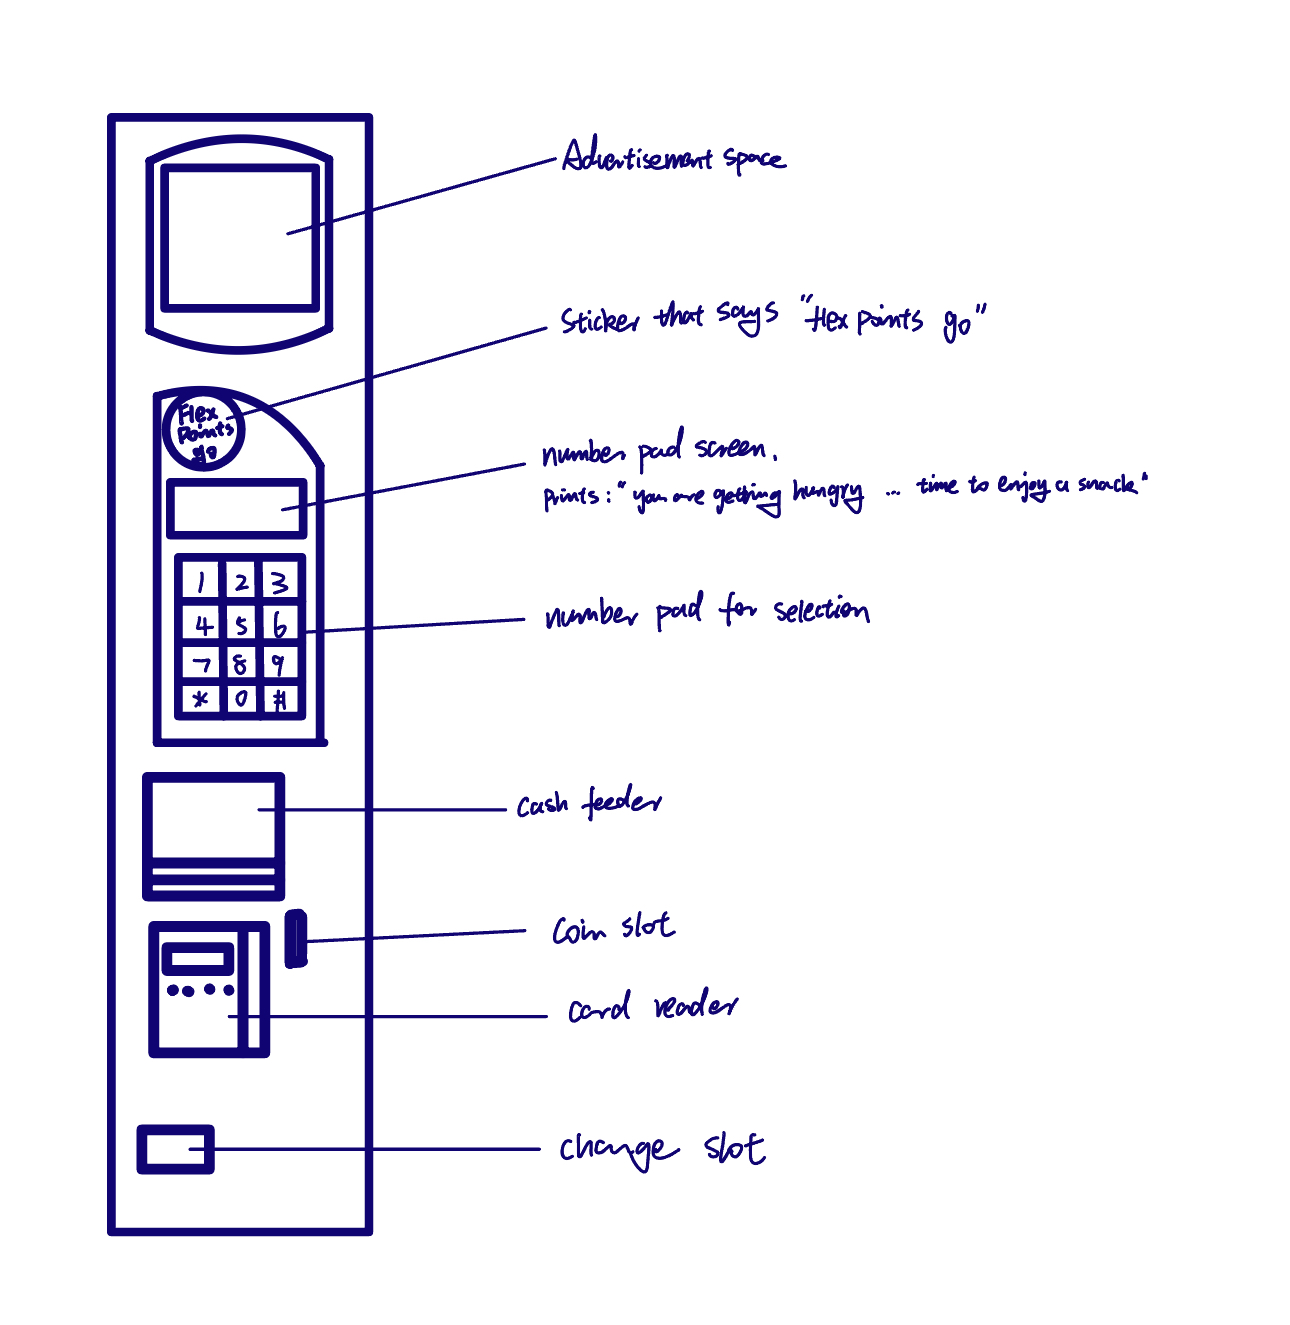 Advertisement space
Sticker that says "flex points go"
Flex
Points
go
number pad screen.
prints: "you are getting hungry ... time to enjoy a snack"
1 2 3
4 5 6
7 8 9
* 0 #
number pad for selection
cash feeder
Coin slot
card reader
change slot